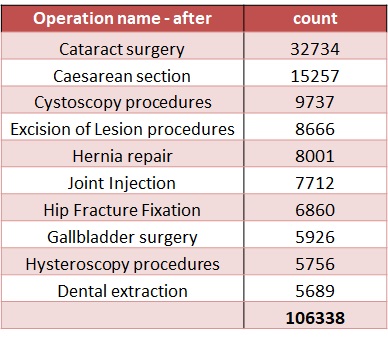 Operation name - after count
Cataract surgery 32734
Caesarean section 15257
Cystoscopy procedures 9737
Excision of Lesion procedures 8666
Hernia repair 8001
Joint Injection 7712
Hip Fracture Fixation 6860
Gallbladder surgery 5926
Hysteroscopy procedures 5756
Dental extraction 5689
106338